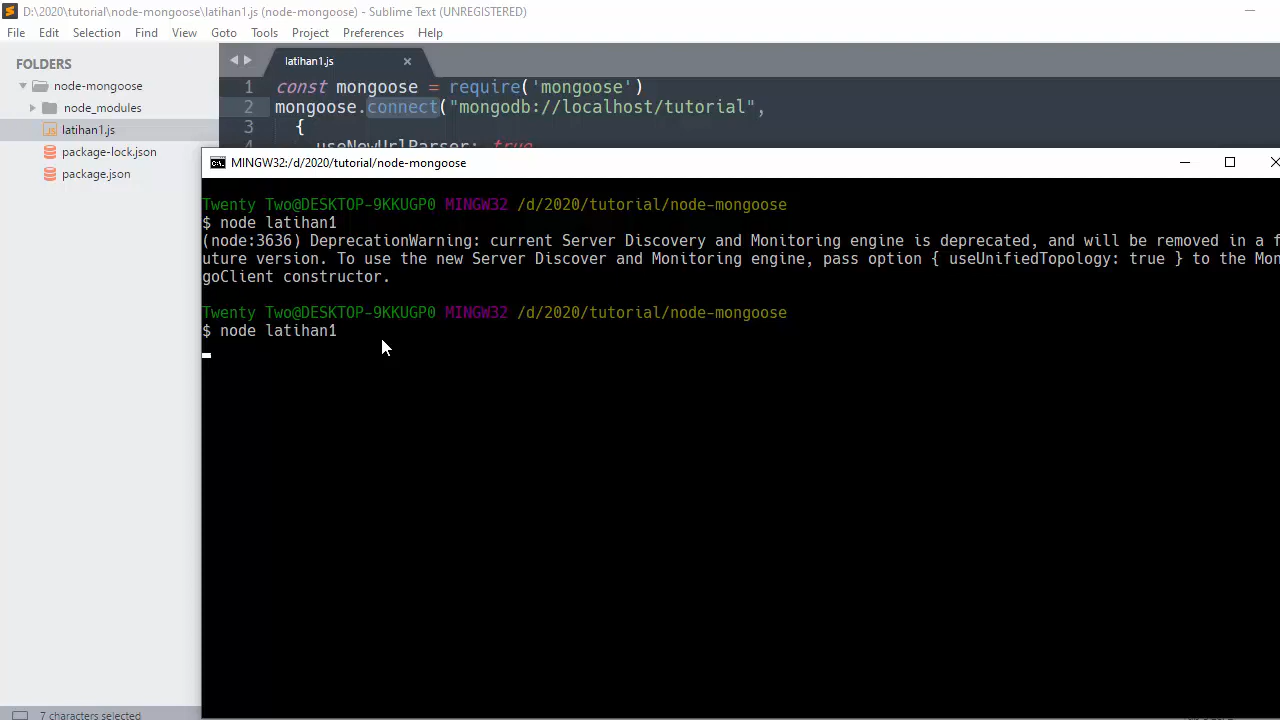 D:\2020\tutorial\node-mongoose\latihan1.js (node-mongoose) - Sublime Text (UNREGISTERED)
File Edit Selection Find View Goto Tools Project Preferences Help
FOLDERS
node-mongoose
node_modules
latihan1.js
package-lock.json
package.json
latihan1.js
1 const mongoose = require('mongoose')
2 mongoose.connect("mongodb://localhost/tutorial",
3 {
4 useNewUrlParser: true
MINGW32:/d/2020/tutorial/node-mongoose
Twenty Two@DESKTOP-9KKUGP0 MINGW32 /d/2020/tutorial/node-mongoose
$ node latihan1
(node:3636) DeprecationWarning: current Server Discovery and Monitoring engine is deprecated, and will be removed in a f
uture version. To use the new Server Discover and Monitoring engine, pass option { useUnifiedTopology: true } to the Mon
goClient constructor.
Twenty Two@DESKTOP-9KKUGP0 MINGW32 /d/2020/tutorial/node-mongoose
$ node latihan1
7 characters selected